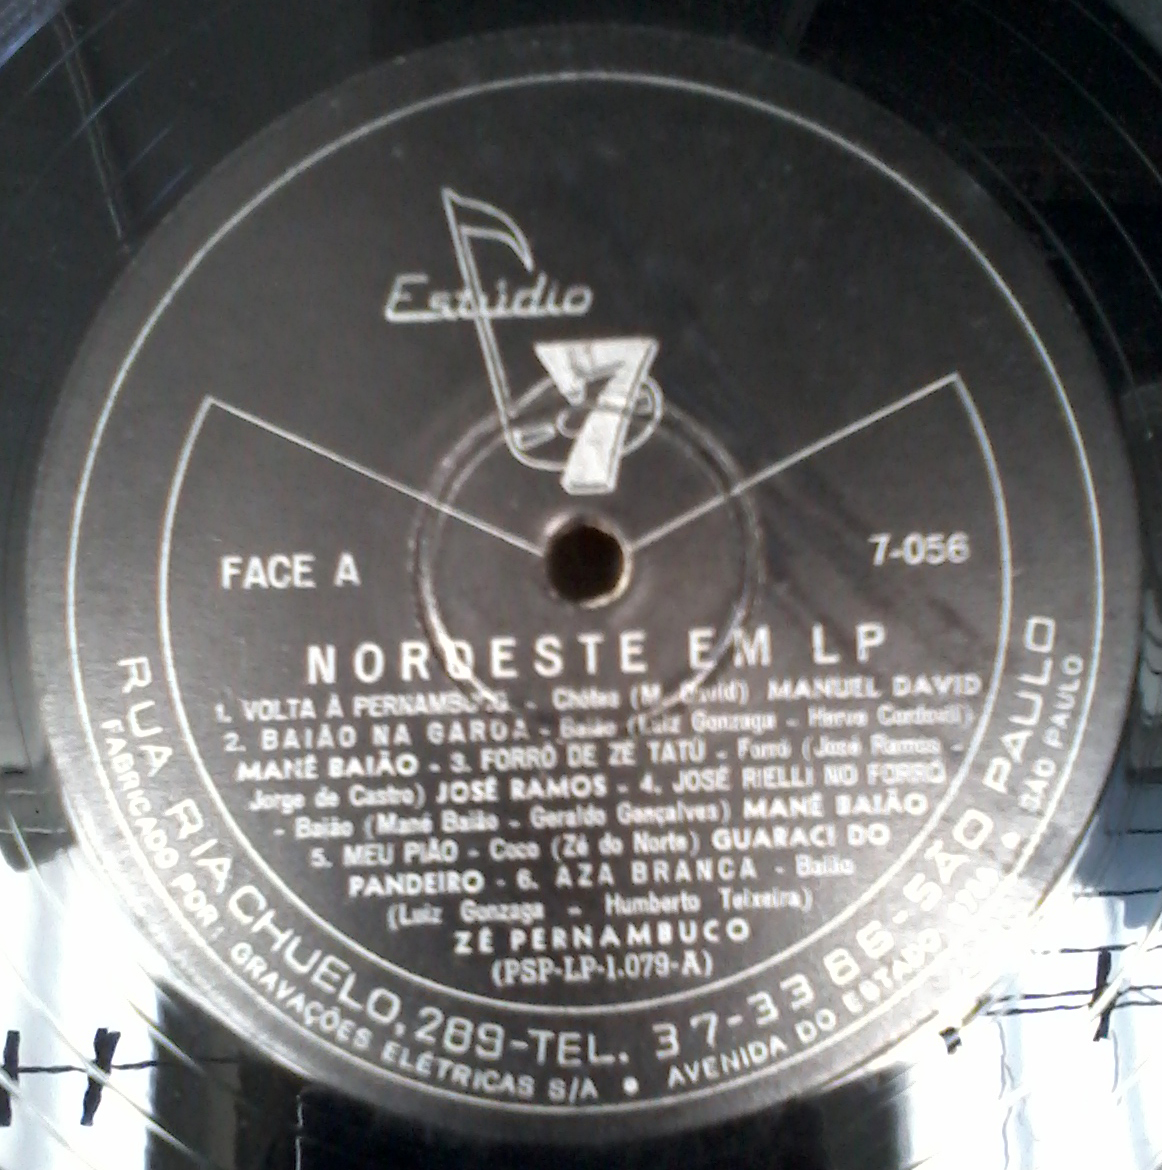 Estúdio
7
FACE A
7-056
NORDESTE EM LP
1. VOLTA À PERNAMBUCO - Chótes (M. David) MANUEL DAVID
2. BAIÃO NA GAROA - Baião (Luiz Gonzaga - Herve Cordovil)
MANÉ BAIÃO - 3. FORRÓ DE ZÉ TATÚ - Forró (José Ramos -
Jorge de Castro) JOSÉ RAMOS - 4. JOSÉ RIELLI NO FORRÓ
- Baião (Mané Baião - Geraldo Gonçalves) MANÉ BAIÃO
5. MEU PIÃO - Coco (Zé do Norte) GUARACI DO
PANDEIRO - 6. AZA BRANCA - Baião
(Luiz Gonzaga - Humberto Teixeira)
ZÉ PERNAMBUCO
(PSP-LP-1.079-A)
RUA RIACHUELO, 289-TEL. 37-33 86-SÃO PAULO
FABRICADO POR: GRAVAÇÕES ELÉTRICAS S/A • AVENIDA DO ESTADO • SÃO PAULO